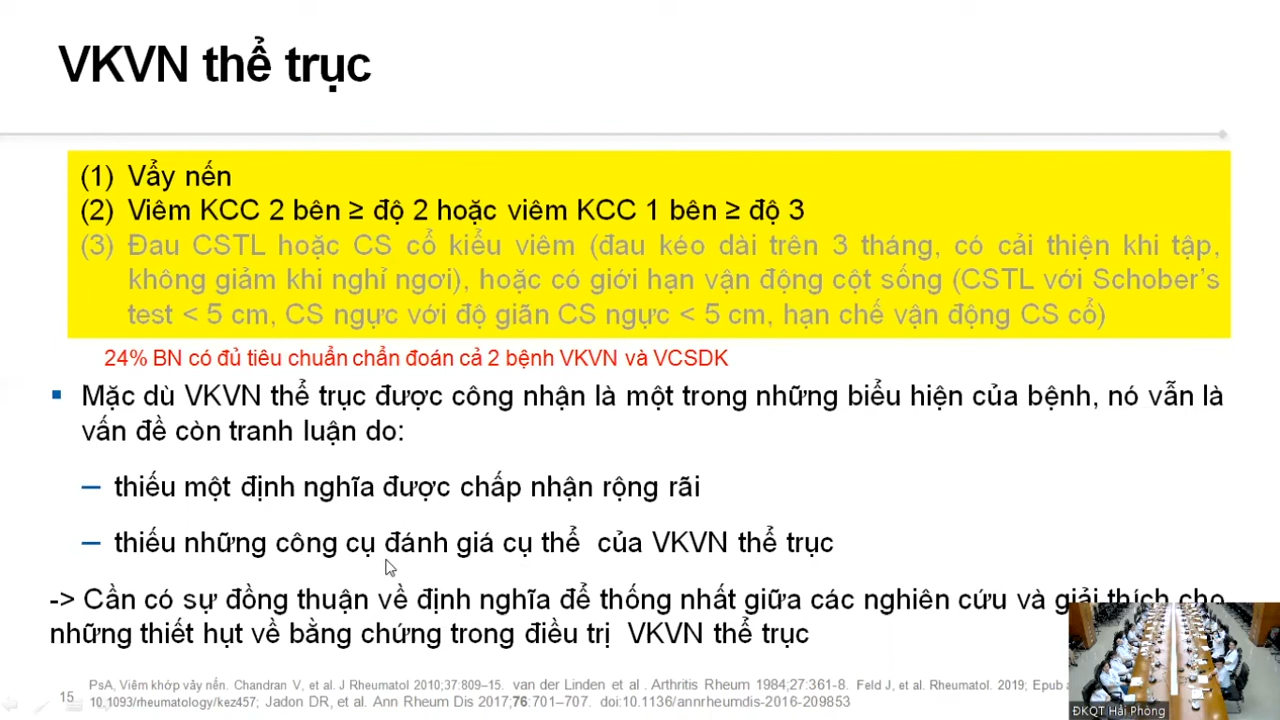 VKVN thể trục
(1) Vẩy nến
(2) Viêm KCC 2 bên ≥ độ 2 hoặc viêm KCC 1 bên ≥ độ 3
(3) Đau CSTL hoặc CS cổ kiểu viêm (đau kéo dài trên 3 tháng, có cải thiện khi tập,
không giảm khi nghỉ ngơi), hoặc có giới hạn vận động cột sống (CSTL với Schober's
test < 5 cm, CS ngực với độ giãn CS ngực < 5 cm, hạn chế vận động CS cổ)
24% BN có đủ tiêu chuẩn chẩn đoán cả 2 bệnh VKVN và VCSDK
▪ Mặc dù VKVN thể trục được công nhận là một trong những biểu hiện của bệnh, nó vẫn là
vấn đề còn tranh luận do:
– thiếu một định nghĩa được chấp nhận rộng rãi
– thiếu những công cụ đánh giá cụ thể của VKVN thể trục
-> Cần có sự đồng thuận về định nghĩa để thống nhất giữa các nghiên cứu và giải thích cho
những thiết hụt về bằng chứng trong điều trị VKVN thể trục
PsA, Viêm khớp vảy nến. Chandran V, et al. J Rheumatol 2010;37:809–15. van der Linden et al . Arthritis Rheum 1984;27:361-8. Feld J, et al. Rheumatol. 2019; Epub
15 10.1093/rheumatology/kez457; Jadon DR, et al. Ann Rheum Dis 2017;76:701–707. doi:10.1136/annrheumdis-2016-209853
ĐKQT Hải Phòng